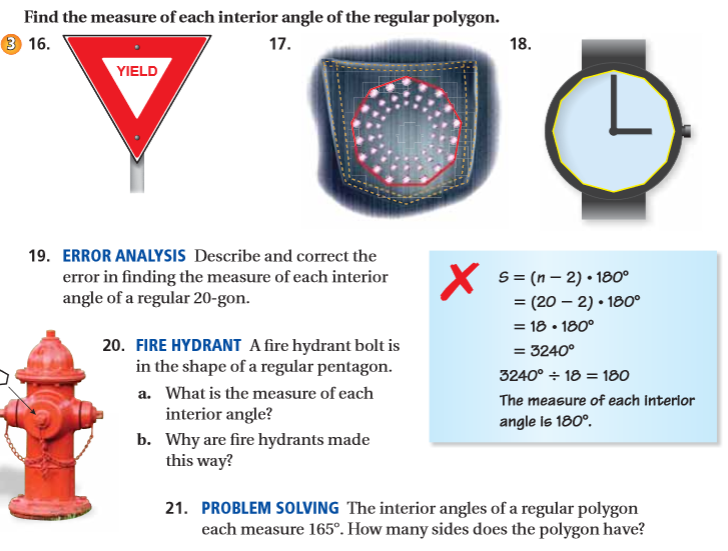 Find the measure of each interior angle of the regular polygon.
3 16.
17.
18.
YIELD
19. ERROR ANALYSIS Describe and correct the
error in finding the measure of each interior
angle of a regular 20-gon.
✗
S = (n − 2) • 180°
= (20 − 2) • 180°
= 18 • 180°
= 3240°
3240° ÷ 18 = 180
The measure of each interior
angle is 180°.
20. FIRE HYDRANT A fire hydrant bolt is
in the shape of a regular pentagon.
a. What is the measure of each
interior angle?
b. Why are fire hydrants made
this way?
21. PROBLEM SOLVING The interior angles of a regular polygon
each measure 165°. How many sides does the polygon have?